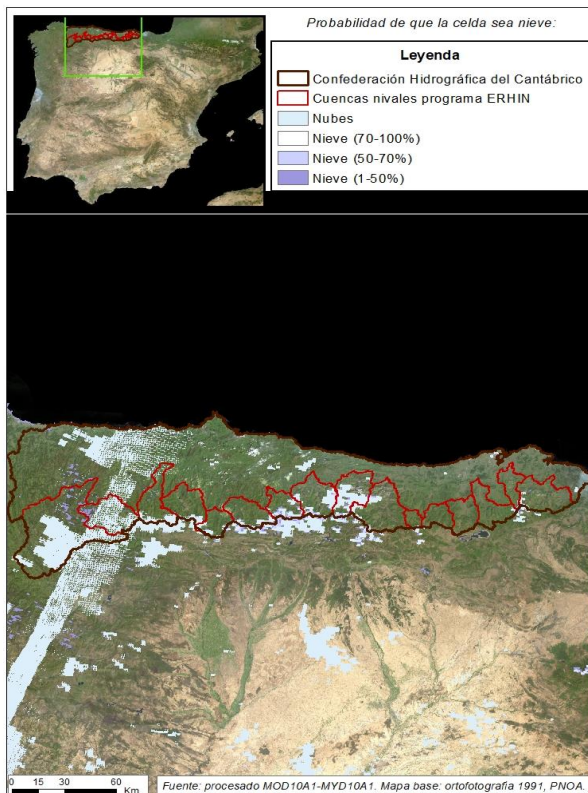 Probabilidad de que la celda sea nieve:
Leyenda
Confederación Hidrográfica del Cantábrico
Cuencas nivales programa ERHIN
Nubes
Nieve (70-100%)
Nieve (50-70%)
Nieve (1-50%)
0 15 30 60
Km
Fuente: procesado MOD10A1-MYD10A1. Mapa base: ortofotografia 1991, PNOA